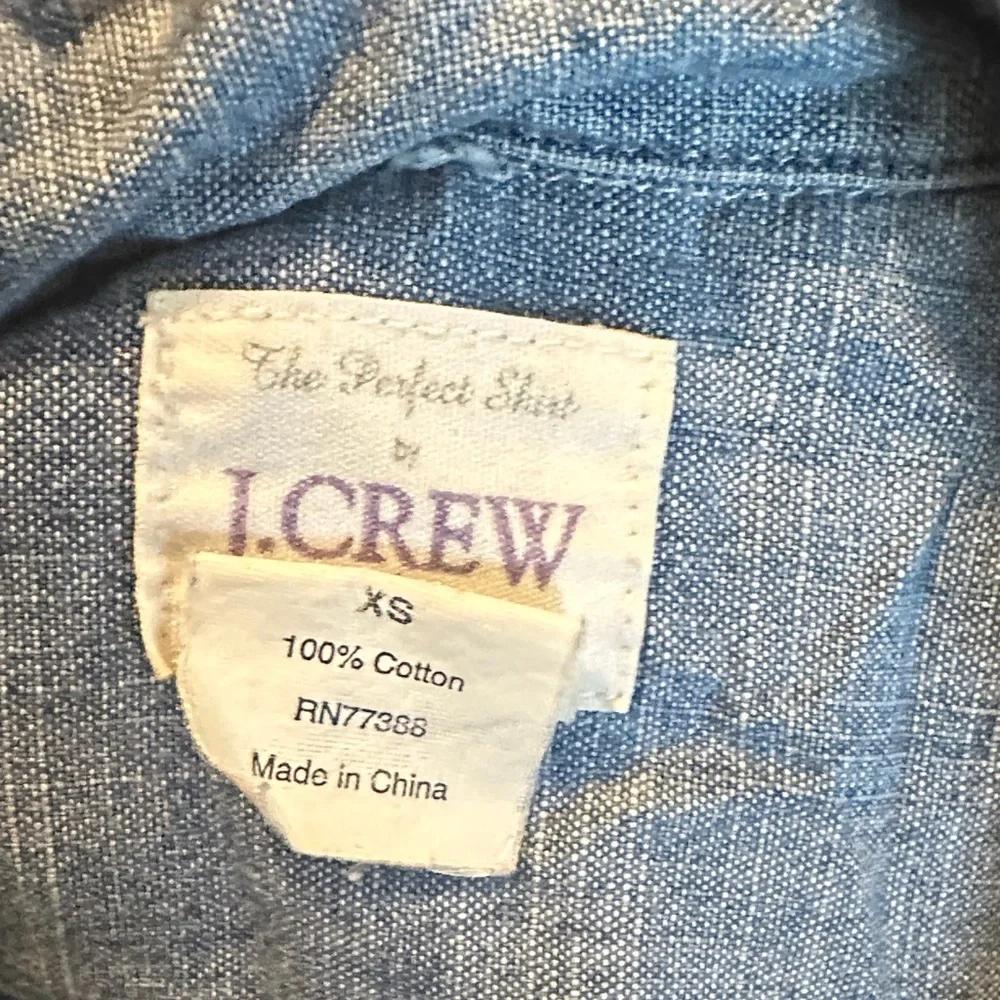 The Perfect Shirt
BY
J.CREW
XS
100% Cotton
RN77388
Made in China